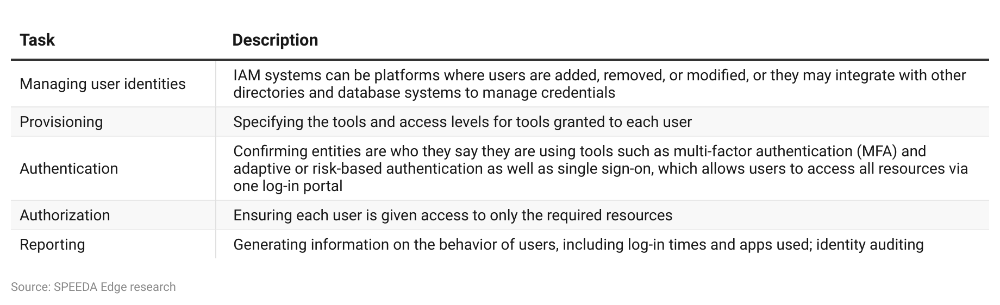 Task Description
Managing user identities
IAM systems can be platforms where users are added, removed, or modified, or they may integrate with other
directories and database systems to manage credentials
Provisioning
Specifying the tools and access levels for tools granted to each user
Authentication
Confirming entities are who they say they are using tools such as multi-factor authentication (MFA) and
adaptive or risk-based authentication as well as single sign-on, which allows users to access all resources via
one log-in portal
Authorization
Ensuring each user is given access to only the required resources
Reporting
Generating information on the behavior of users, including log-in times and apps used; identity auditing
Source: SPEEDA Edge research